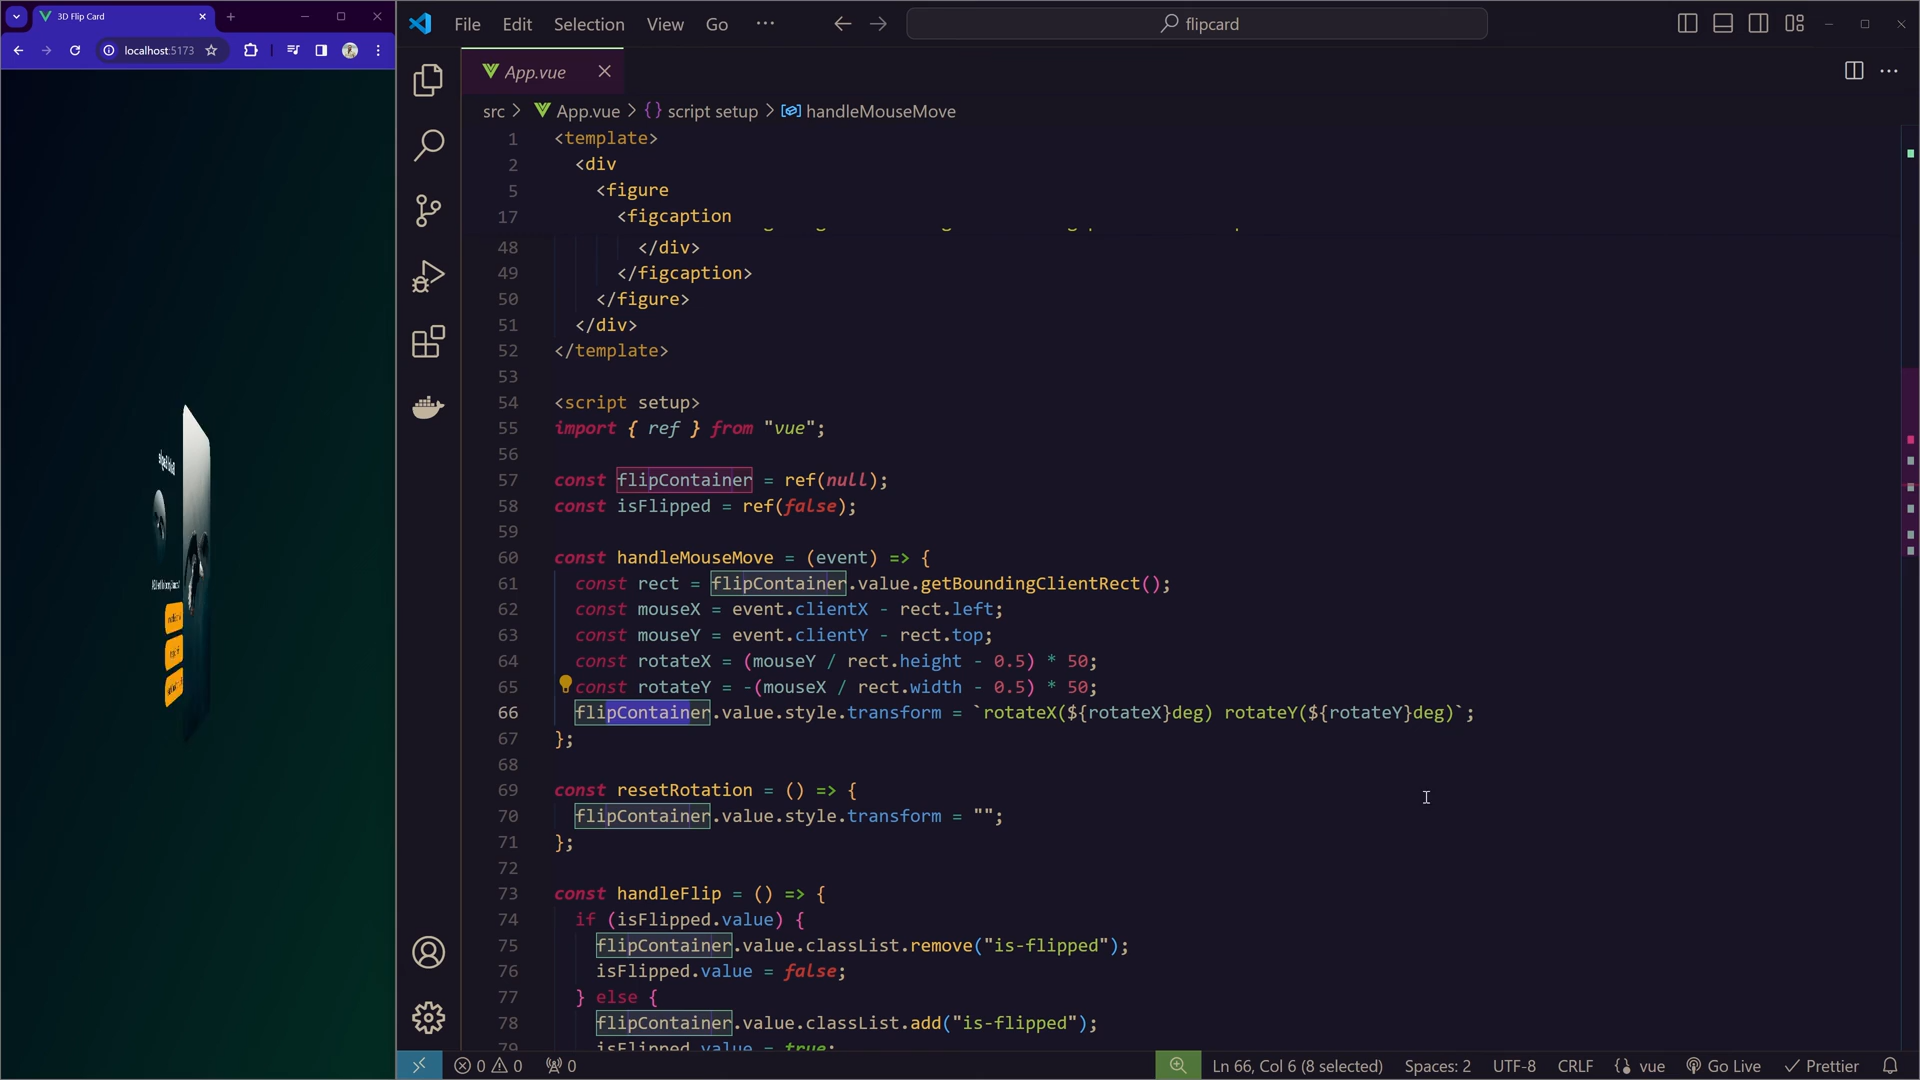 3D Flip Card
localhost:5173
File Edit Selection View Go ···
flipcard
App.vue
src > App.vue > {} script setup > handleMouseMove
1 <template>
2 <div
5 <figure
17 <figcaption
48 </div>
49 </figcaption>
50 </figure>
51 </div>
52 </template>
53
54 <script setup>
55 import { ref } from "vue";
56
57 const flipContainer = ref(null);
58 const isFlipped = ref(false);
59
60 const handleMouseMove = (event) => {
61 const rect = flipContainer.value.getBoundingClientRect();
62 const mouseX = event.clientX - rect.left;
63 const mouseY = event.clientY - rect.top;
64 const rotateX = (mouseY / rect.height - 0.5) * 50;
65 const rotateY = -(mouseX / rect.width - 0.5) * 50;
66 flipContainer.value.style.transform = `rotateX(${rotateX}deg) rotateY(${rotateY}deg)`;
67 };
68
69 const resetRotation = () => {
70 flipContainer.value.style.transform = "";
71 };
72
73 const handleFlip = () => {
74 if (isFlipped.value) {
75 flipContainer.value.classList.remove("is-flipped");
76 isFlipped.value = false;
77 } else {
78 flipContainer.value.classList.add("is-flipped");
79 isFlipped.value = true;
0 0 0 Ln 66, Col 6 (8 selected) Spaces: 2 UTF-8 CRLF {} vue Go Live Prettier